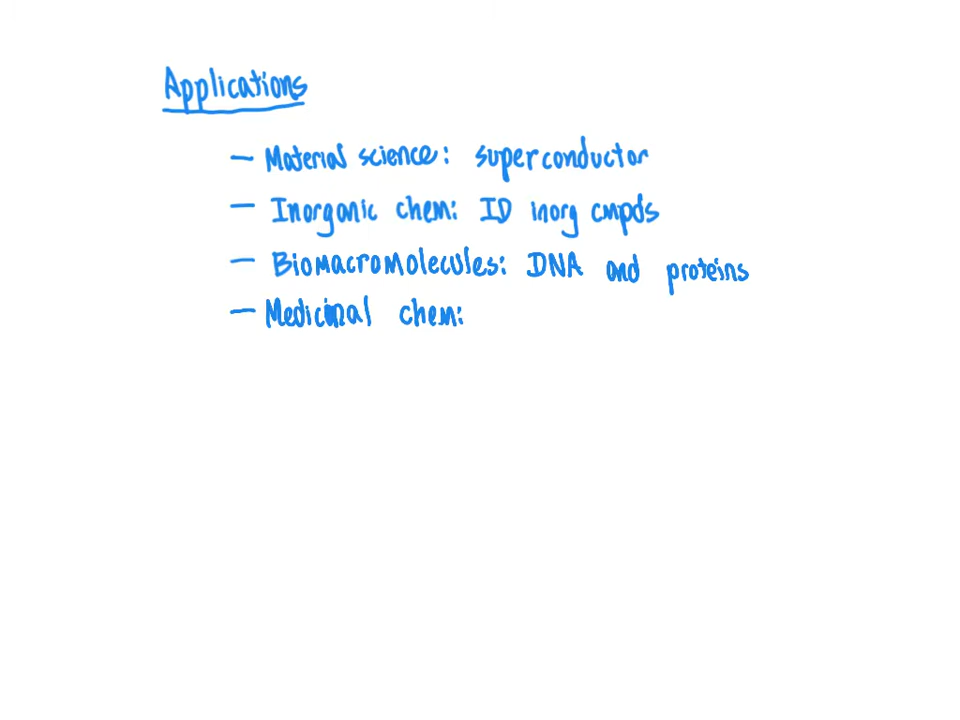 Applications
— Material science: superconductor
— Inorganic chem: ID inorg cmpds
— Biomacromolecules: DNA and proteins
— Medicinal chem: